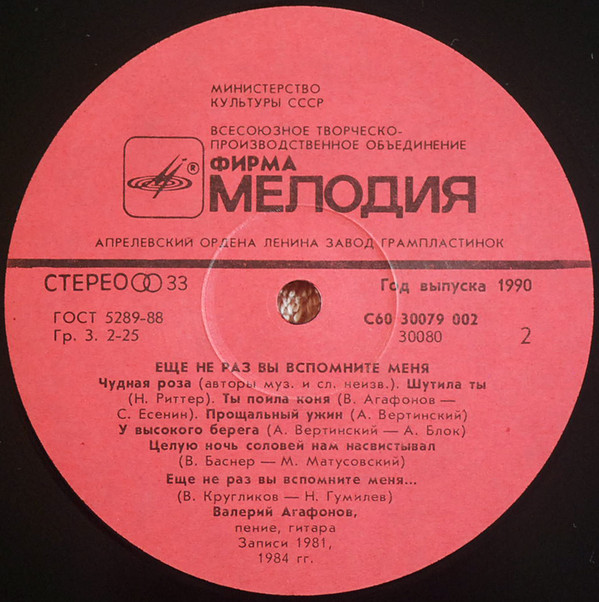 МИНИСТЕРСТВО
КУЛЬТУРЫ СССР
ВСЕСОЮЗНОЕ ТВОРЧЕСКО-
ПРОИЗВОДСТВЕННОЕ ОБЪЕДИНЕНИЕ
ФИРМА
®
МЕЛОДИЯ
АПРЕЛЕВСКИЙ ОРДЕНА ЛЕНИНА ЗАВОД ГРАМПЛАСТИНОК
СТЕРЕО 33
Год выпуска 1990
ГОСТ 5289-88
С60 30079 002
Гр. 3. 2-25
30080
2
ЕЩЕ НЕ РАЗ ВЫ ВСПОМНИТЕ МЕНЯ
Чудная роза (авторы муз. и сл. неизв.). Шутила ты
(Н. Риттер). Ты поила коня (В. Агафонов —
С. Есенин). Прощальный ужин (А. Вертинский)
У высокого берега (А. Вертинский — А. Блок)
Целую ночь соловей нам насвистывал
(В. Баснер — М. Матусовский)
Еще не раз вы вспомните меня...
(В. Кругликов — Н. Гумилев)
Валерий Агафонов,
пение, гитара
Записи 1981,
1984 гг.